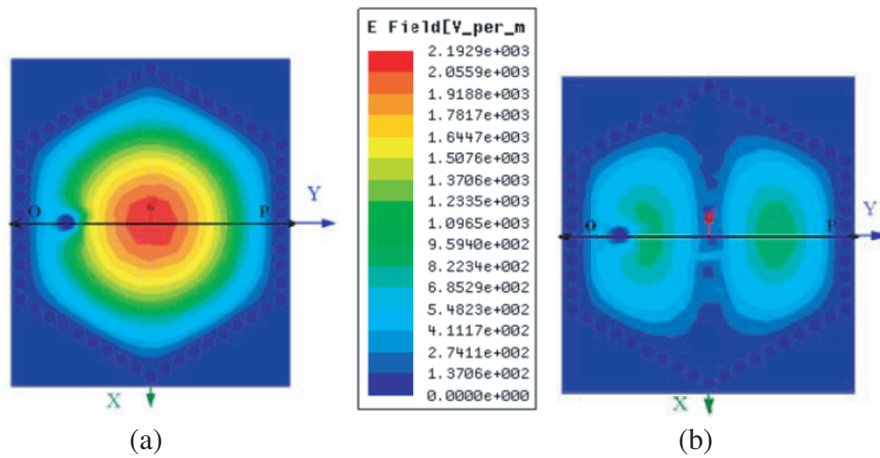 E Field[V_per_m
2.1929e+003
2.0559e+003
1.9188e+003
1.7817e+003
1.6447e+003
1.5076e+003
1.3706e+003
1.2335e+003
1.0965e+003
9.5940e+002
8.2234e+002
6.8529e+002
5.4823e+002
4.1117e+002
2.7411e+002
1.3706e+002
0.0000e+000
O
P
Y
X
(a)
O
P
Y
X
(b)